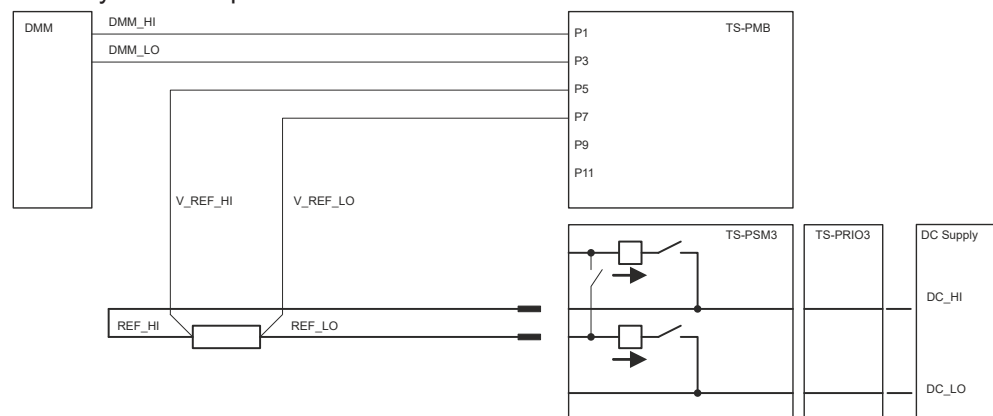 DMM
DMM_HI
TS-PMB
P1
DMM_LO
P3
P5
P7
P9
P11
V_REF_HI
V_REF_LO
TS-PSM3
TS-PRIO3
DC Supply
DC_HI
REF_HI
REF_LO
DC_LO